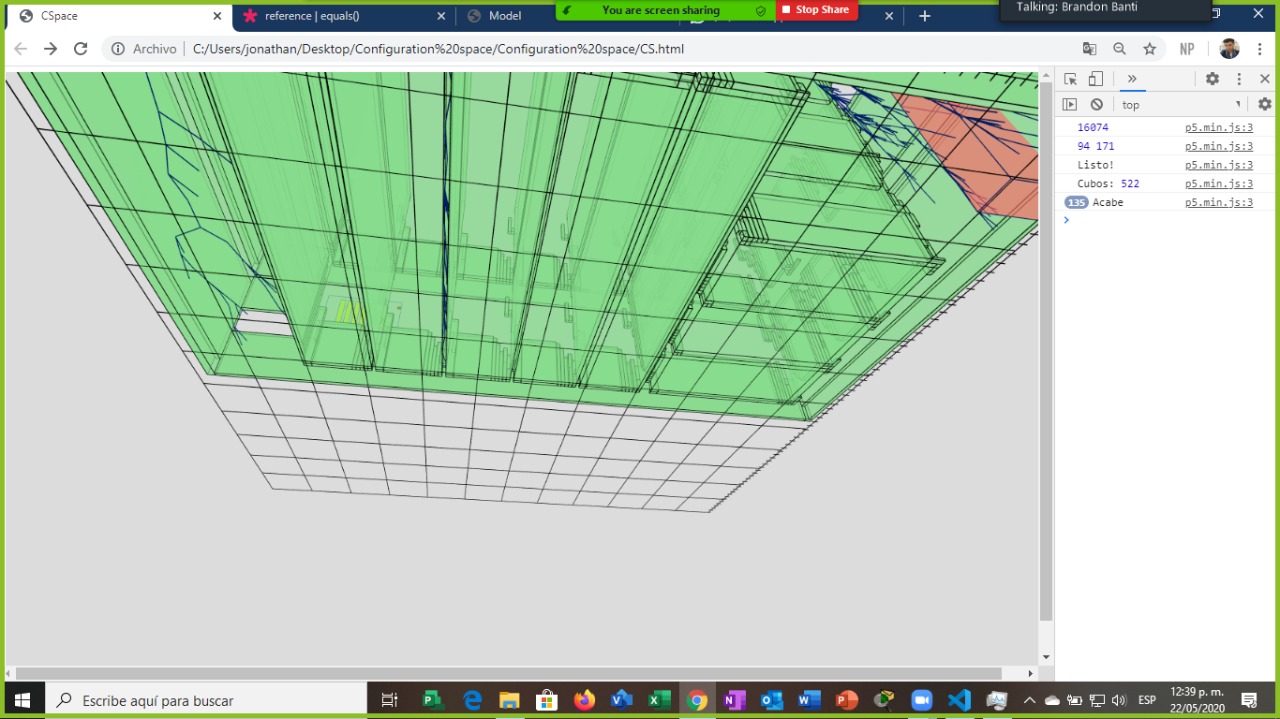 CSpace
reference | equals()
Model
You are screen sharing
Stop Share
Talking: Brandon Banti
Archivo
C:/Users/jonathan/Desktop/Configuration%20space/Configuration%20space/CS.html
NP
top
16074 p5.min.js:3
94 171 p5.min.js:3
Listo! p5.min.js:3
Cubos: 522 p5.min.js:3
135 Acabe p5.min.js:3
Escribe aquí para buscar
ESP
12:39 p. m.
22/05/2020